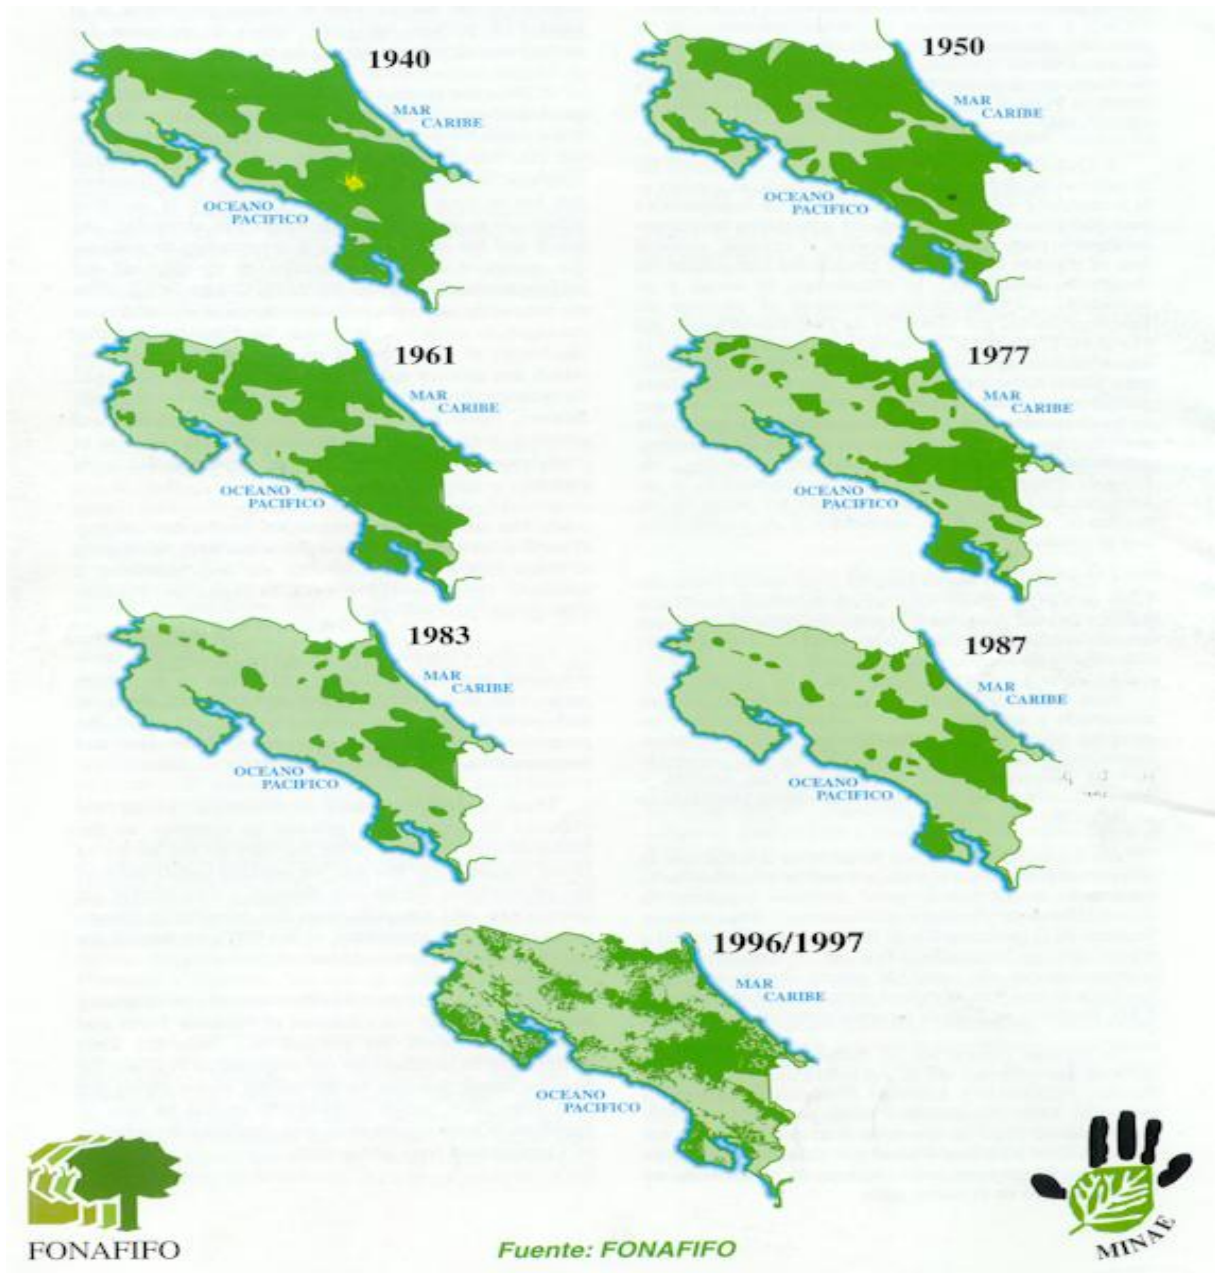 1940
MAR
CARIBE
OCEANO
PACIFICO
1950
MAR
CARIBE
OCEANO
PACIFICO
1961
MAR
CARIBE
OCEANO
PACIFICO
1977
MAR
CARIBE
OCEANO
PACIFICO
1983
MAR
CARIBE
OCEANO
PACIFICO
1987
MAR
CARIBE
OCEANO
PACIFICO
1996/1997
MAR
CARIBE
OCEANO
PACIFICO
FONAFIFO
Fuente: FONAFIFO
MINAE